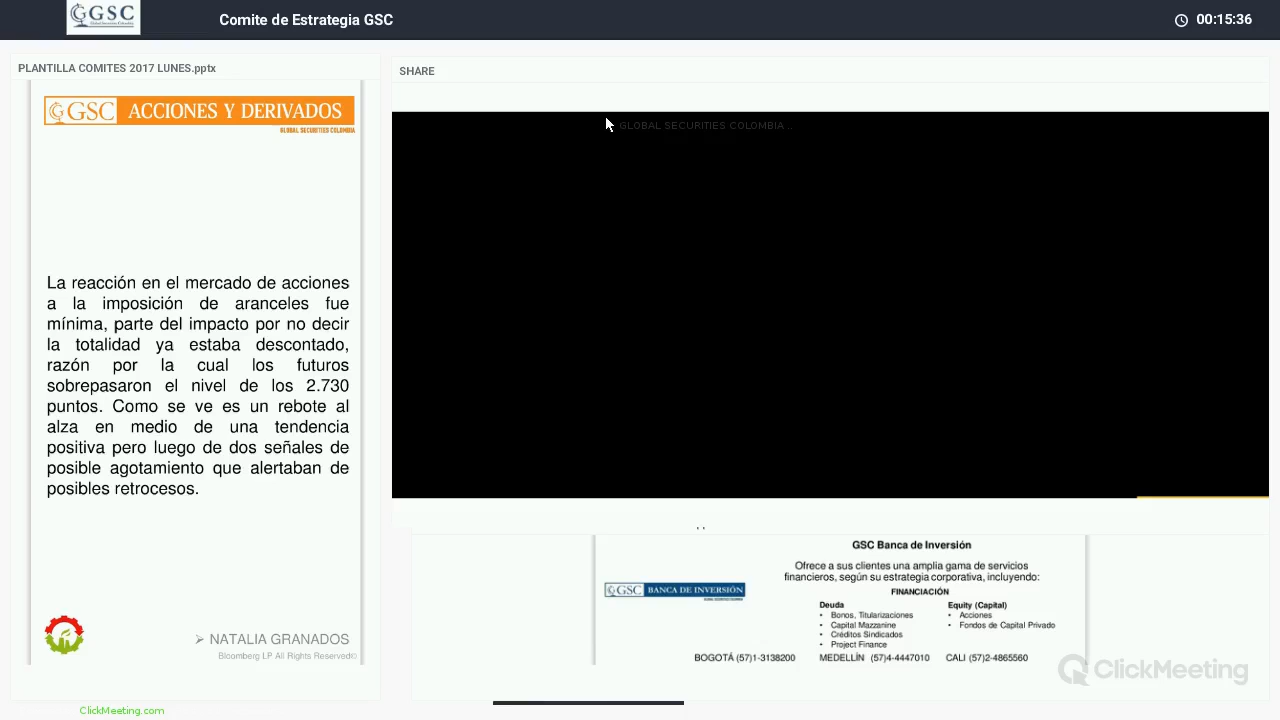 GSC
Global Securities Colombia
Comite de Estrategia GSC
00:15:36
PLANTILLA COMITES 2017 LUNES.pptx
GSC ACCIONES Y DERIVADOS
GLOBAL SECURITIES COLOMBIA
La reacción en el mercado de acciones
a la imposición de aranceles fue
mínima, parte del impacto por no decir
la totalidad ya estaba descontado,
razón por la cual los futuros
sobrepasaron el nivel de los 2.730
puntos. Como se ve es un rebote al
alza en medio de una tendencia
positiva pero luego de dos señales de
posible agotamiento que alertaban de
posibles retrocesos.
➢ NATALIA GRANADOS
Bloomberg LP All Rights Reserved©
ClickMeeting.com
SHARE
GLOBAL SECURITIES COLOMBIA ..
..
GSC BANCA DE INVERSIÓN
GLOBAL SECURITIES COLOMBIA
GSC Banca de Inversión
Ofrece a sus clientes una amplia gama de servicios
financieros, según su estrategia corporativa, incluyendo:
FINANCIACIÓN
Deuda
• Bonos, Titularizaciones
• Capital Mazzanine
• Créditos Sindicados
• Project Finance
Equity (Capital)
• Acciones
• Fondos de Capital Privado
BOGOTÁ (57)1-3138200 MEDELLÍN (57)4-4447010 CALI (57)2-4865560
ClickMeeting